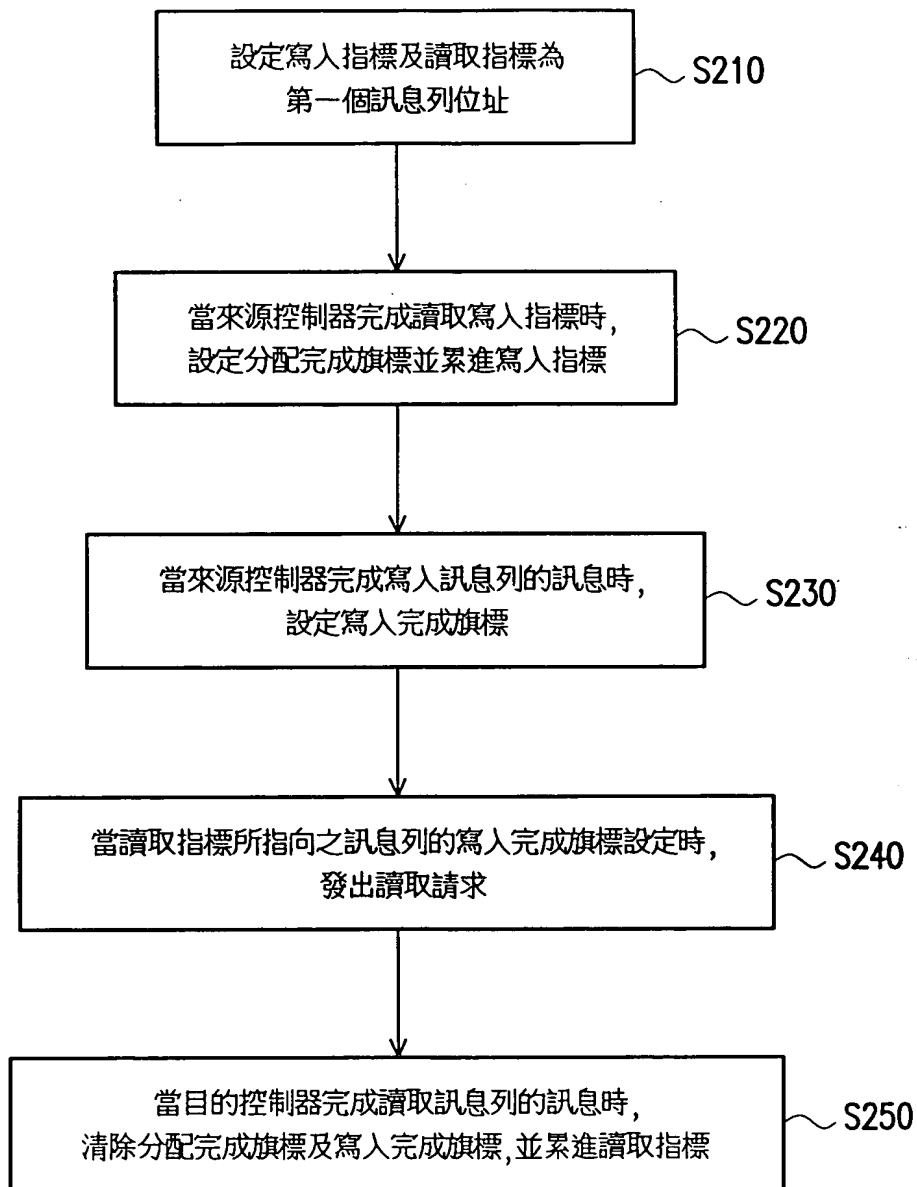 設定寫入指標及讀取指標為
第一個訊息列位址
S210
當來源控制器完成讀取寫入指標時,
設定分配完成旗標並累進寫入指標
S220
當來源控制器完成寫入訊息列的訊息時,
設定寫入完成旗標
S230
當讀取指標所指向之訊息列的寫入完成旗標設定時,
發出讀取請求
S240
當目的控制器完成讀取訊息列的訊息時,
清除分配完成旗標及寫入完成旗標,並累進讀取指標
S250